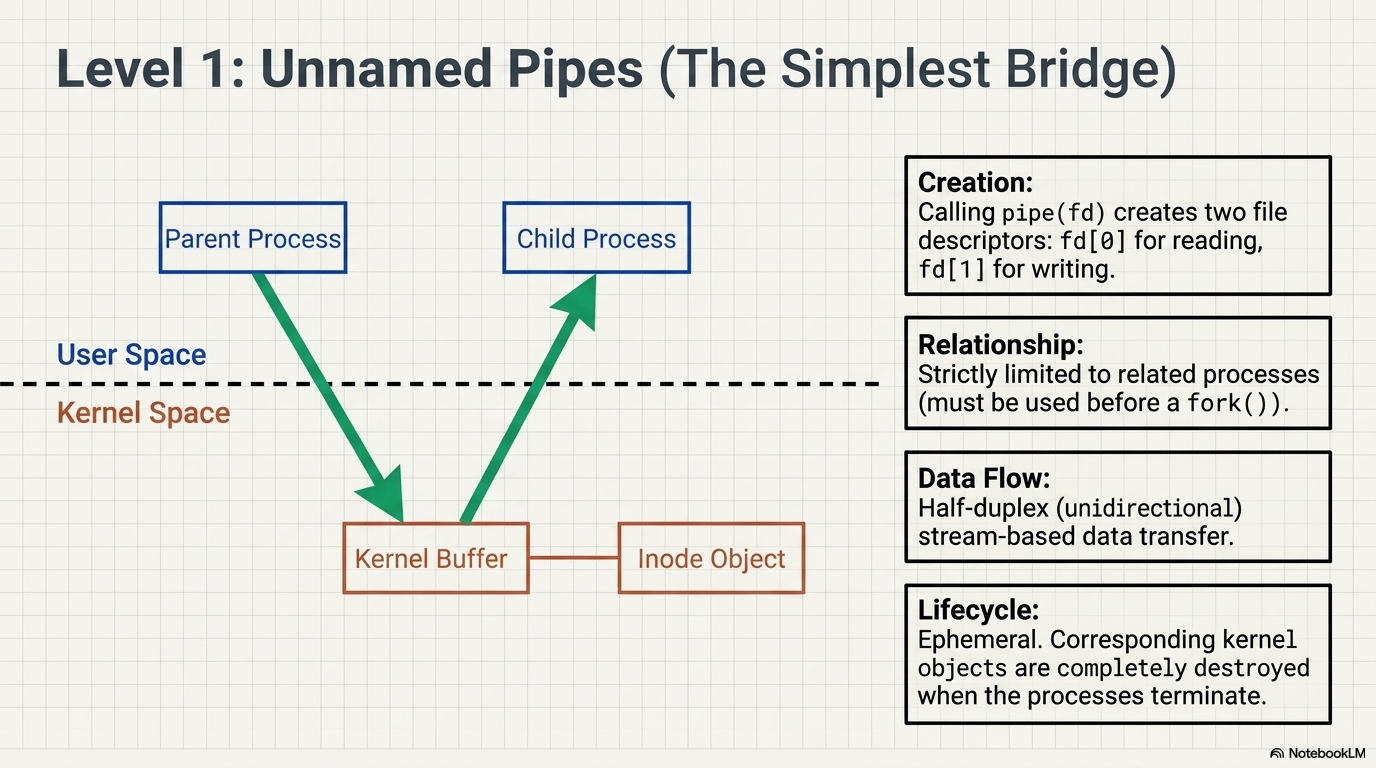 Level 1: Unnamed Pipes (The Simplest Bridge)
Parent Process
Child Process
User Space
Kernel Space
Kernel Buffer
Inode Object
Creation:
Calling pipe(fd) creates two file
descriptors: fd[0] for reading,
fd[1] for writing.
Relationship:
Strictly limited to related processes
(must be used before a fork()).
Data Flow:
Half-duplex (unidirectional)
stream-based data transfer.
Lifecycle:
Ephemeral. Corresponding kernel
objects are completely destroyed
when the processes terminate.
NotebookLM